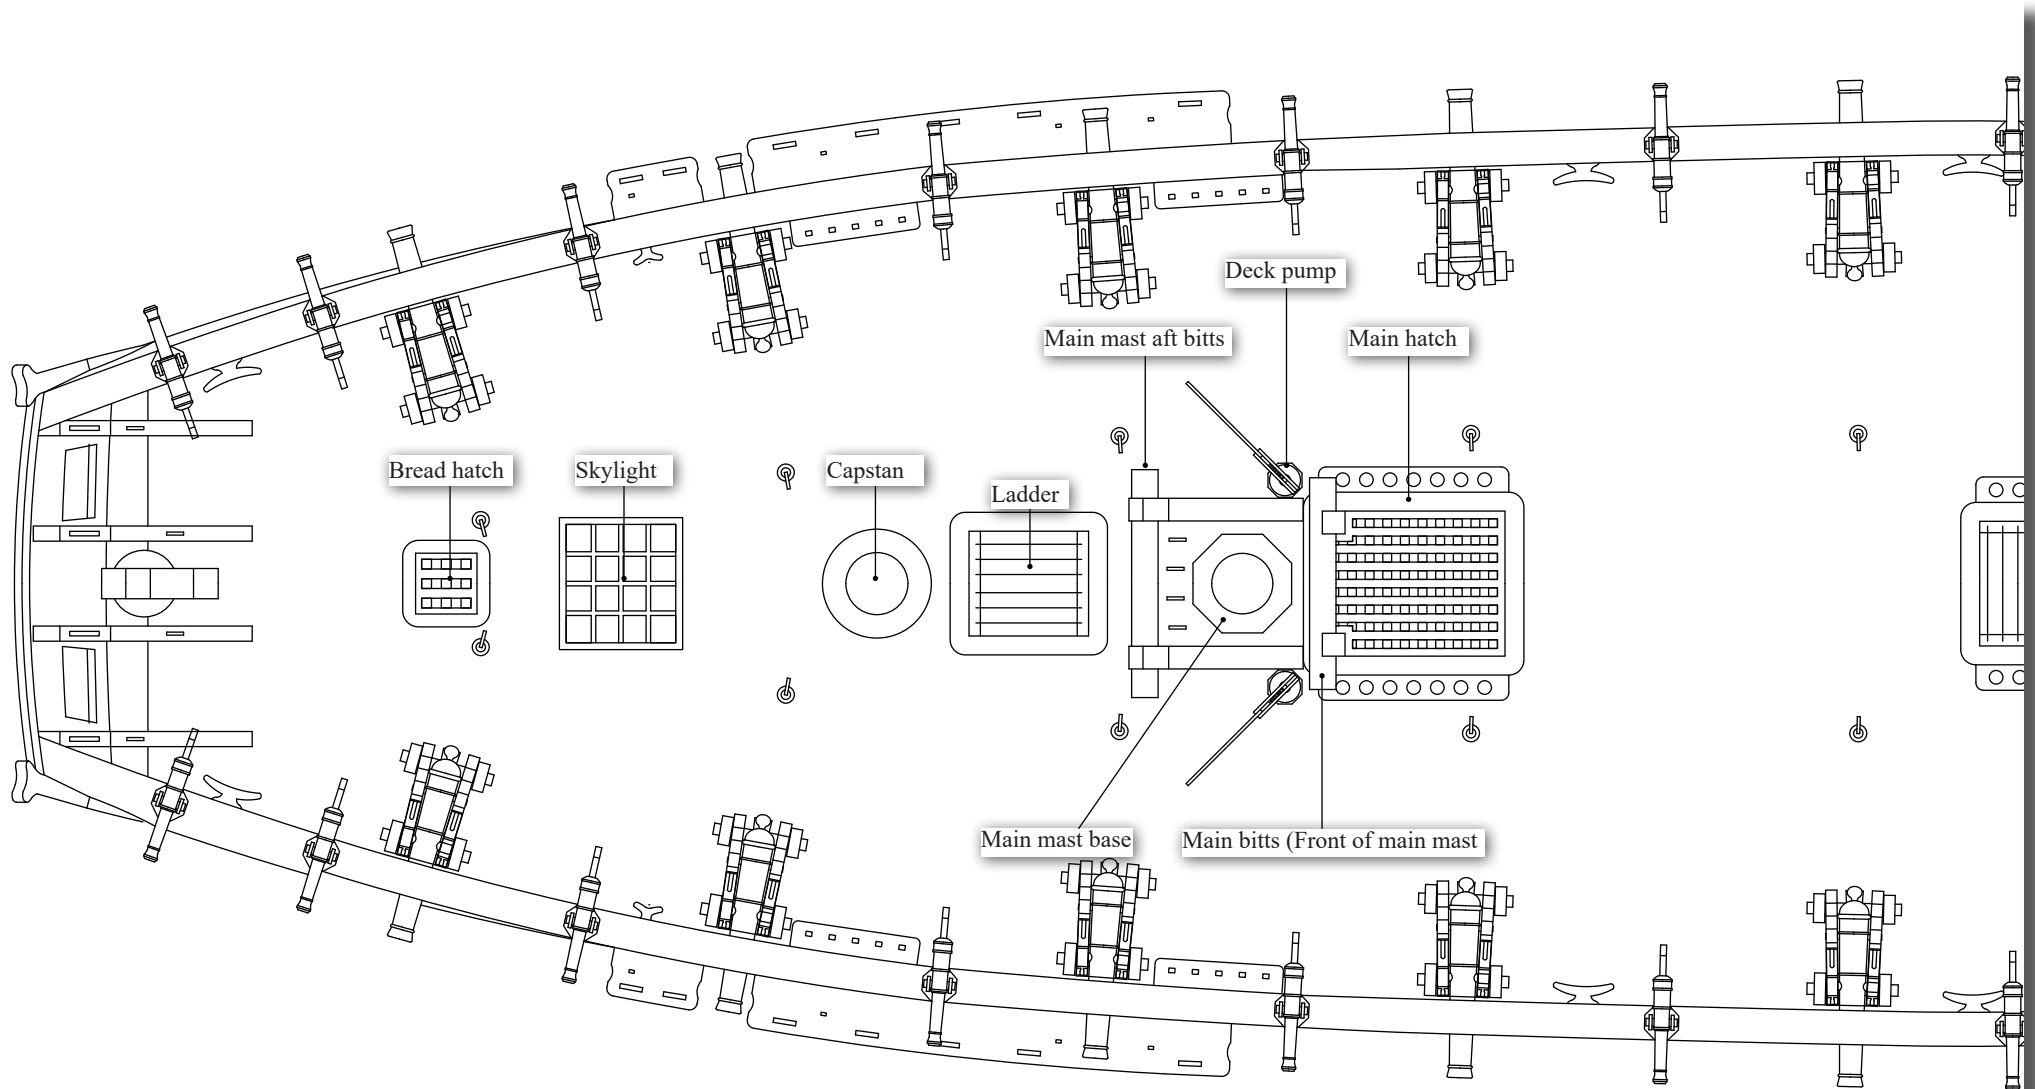 Deck pump
Main mast aft bitts
Main hatch
Bread hatch
Skylight
Capstan
Ladder
Main mast base
Main bitts (Front of main mast